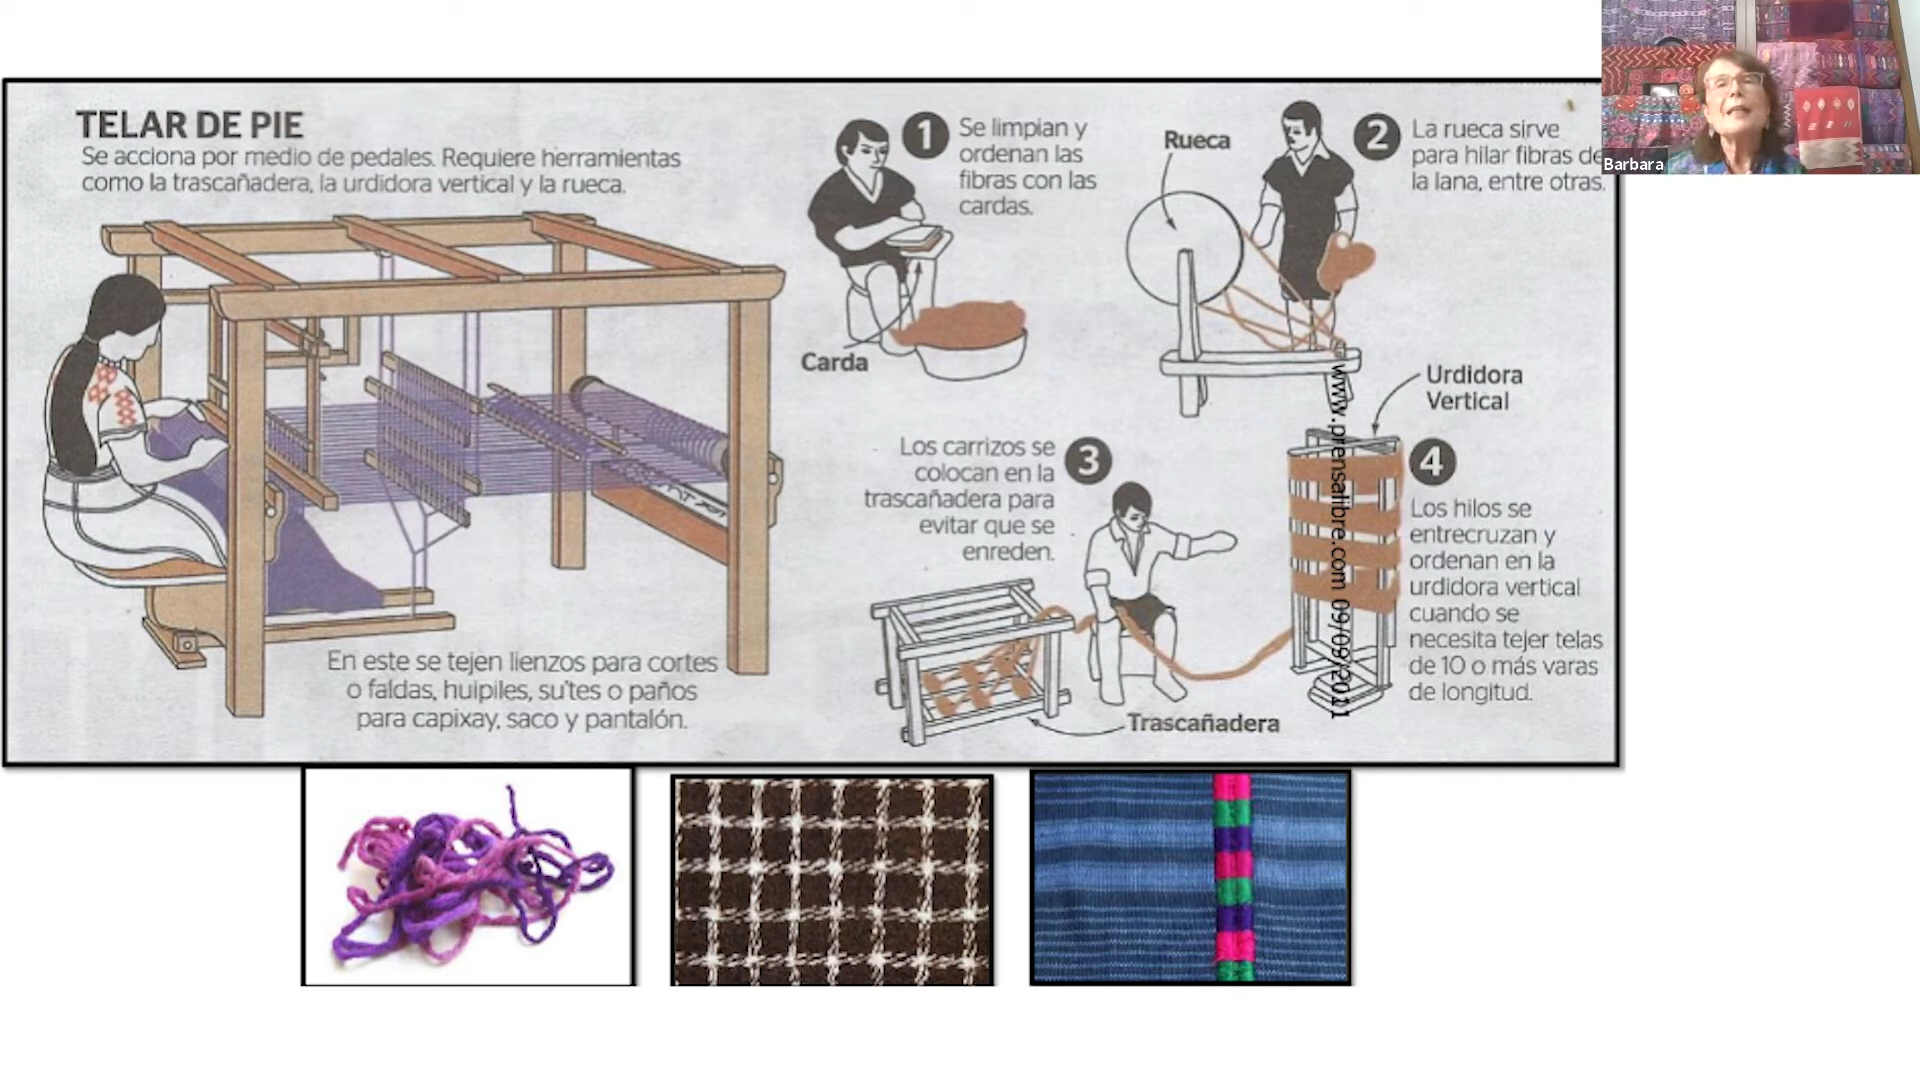 TELAR DE PIE
Se acciona por medio de pedales. Requiere herramientas
como la trascañadera, la urdidora vertical y la rueca.
En este se tejen lienzos para cortes
o faldas, huipiles, su'tes o paños
para capixay, saco y pantalón.
1
Se limpian y
ordenan las
fibras con las
cardas.
Carda
Rueca
2
La rueca sirve
para hilar fibras de
la lana, entre otras.
Los carrizos se
colocan en la
trascañadera para
evitar que se
enreden.
3
Trascañadera
Urdidora
Vertical
4
Los hilos se
entrecruzan y
ordenan en la
urdidora vertical
cuando se
necesita tejer telas
de 10 o más varas
de longitud.
www.prensalibre.com 09/09/2011
Barbara